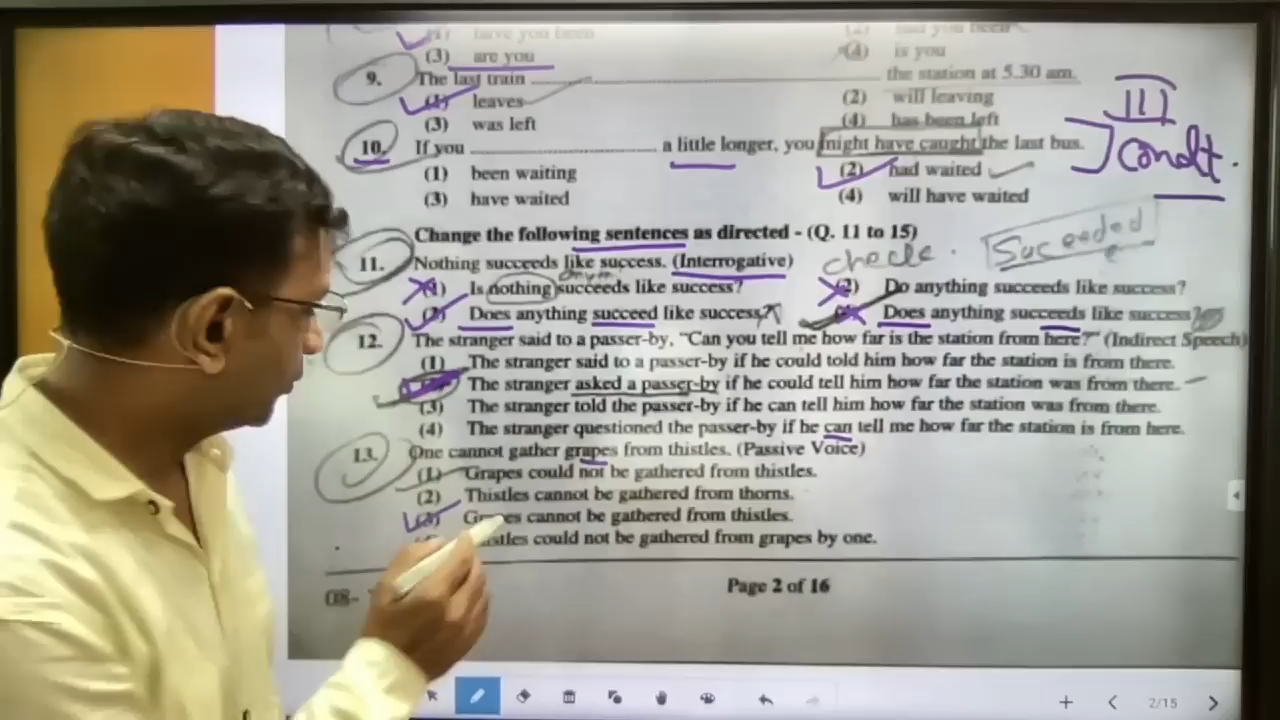 have you been
(3) are you (4) is you
9. The last train the station at 5.30 am.
(1) leaves (2) will leaving
(3) was left (4) has been left
10. If you a little longer, you might have caught the last bus.
(1) been waiting (2) had waited
(3) have waited (4) will have waited
III
Condt.
Change the following sentences as directed - (Q. 11 to 15)
11. Nothing succeeds like success. (Interrogative)
check. Succeeded
(1) Is nothing succeeds like success? (2) Do anything succeeds like success?
Does anything succeed like success? Does anything succeeds like success?
12. The stranger said to a passer-by, "Can you tell me how far is the station from here?" (Indirect Speech)
(1) The stranger said to a passer-by if he could told him how far the station is from there.
The stranger asked a passer-by if he could tell him how far the station was from there.
(3) The stranger told the passer-by if he can tell him how far the station was from there.
(4) The stranger questioned the passer-by if he can tell me how far the station is from here.
13. One cannot gather grapes from thistles. (Passive Voice)
(1) Grapes could not be gathered from thistles.
(2) Thistles cannot be gathered from thorns.
(3) Grapes cannot be gathered from thistles.
could not be gathered from grapes by one.
08-
Page 2 of 16
2/15